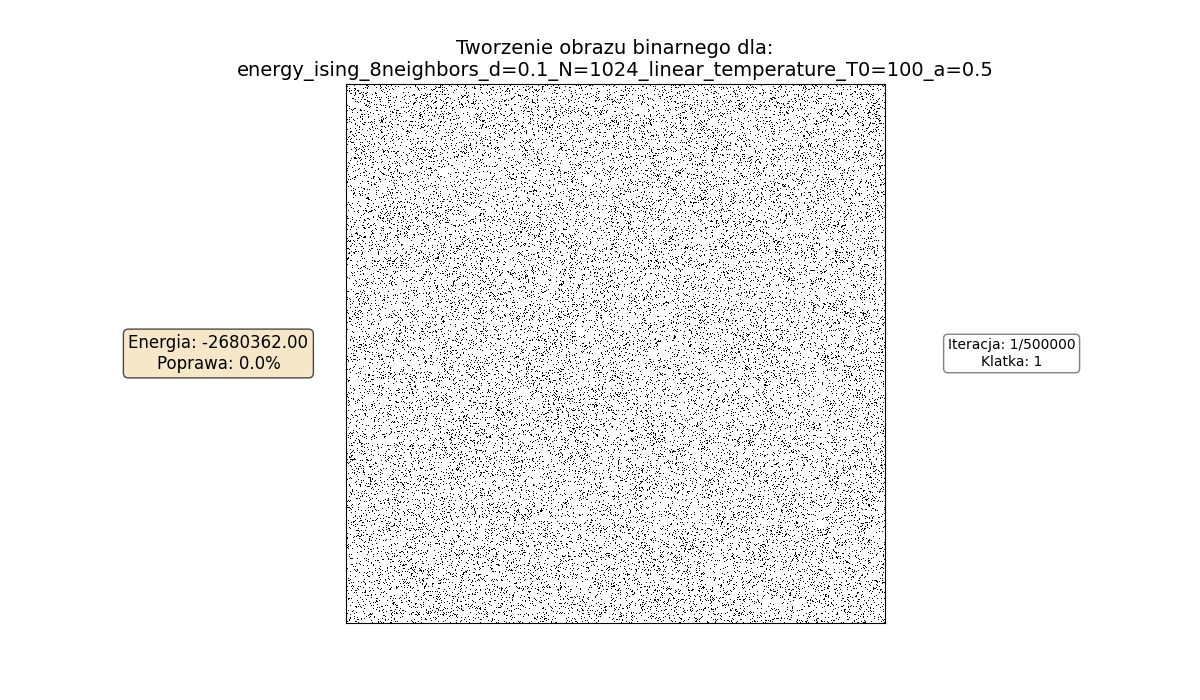 Tworzenie obrazu binarnego dla:
energy_ising_8neighbors_d=0.1_N=1024_linear_temperature_T0=100_a=0.5
Energia: -2680362.00
Poprawa: 0.0%
Iteracja: 1/500000
Klatka: 1